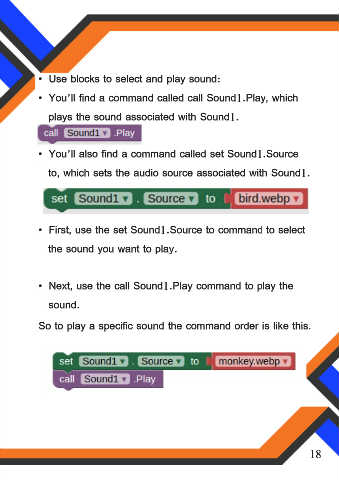 • Use blocks to select and play sound:
• You'll find a command called call Sound1.Play, which
plays the sound associated with Sound1.
call Sound1 ▾ .Play
• You'll also find a command called set Sound1.Source
to, which sets the audio source associated with Sound1.
set Sound1 ▾ . Source ▾ to bird.webp ▾
• First, use the set Sound1.Source to command to select
the sound you want to play.
• Next, use the call Sound1.Play command to play the
sound.
So to play a specific sound the command order is like this.
set Sound1 ▾ . Source ▾ to monkey.webp ▾
call Sound1 ▾ .Play
18